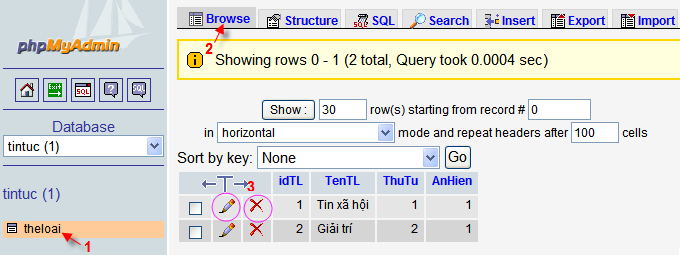 phpMyAdmin
Exit
SQL
?
SQL
Database
tintuc (1)
tintuc (1)
theloai
1
Browse
Structure
SQL
Search
Insert
Export
Import
2
Showing rows 0 - 1 (2 total, Query took 0.0004 sec)
Show : 30 row(s) starting from record # 0
in horizontal mode and repeat headers after 100 cells
Sort by key: None Go
←T→ 3 idTL TenTL ThuTu AnHien
1 Tin xã hội 1 1
2 Giải trí 2 1